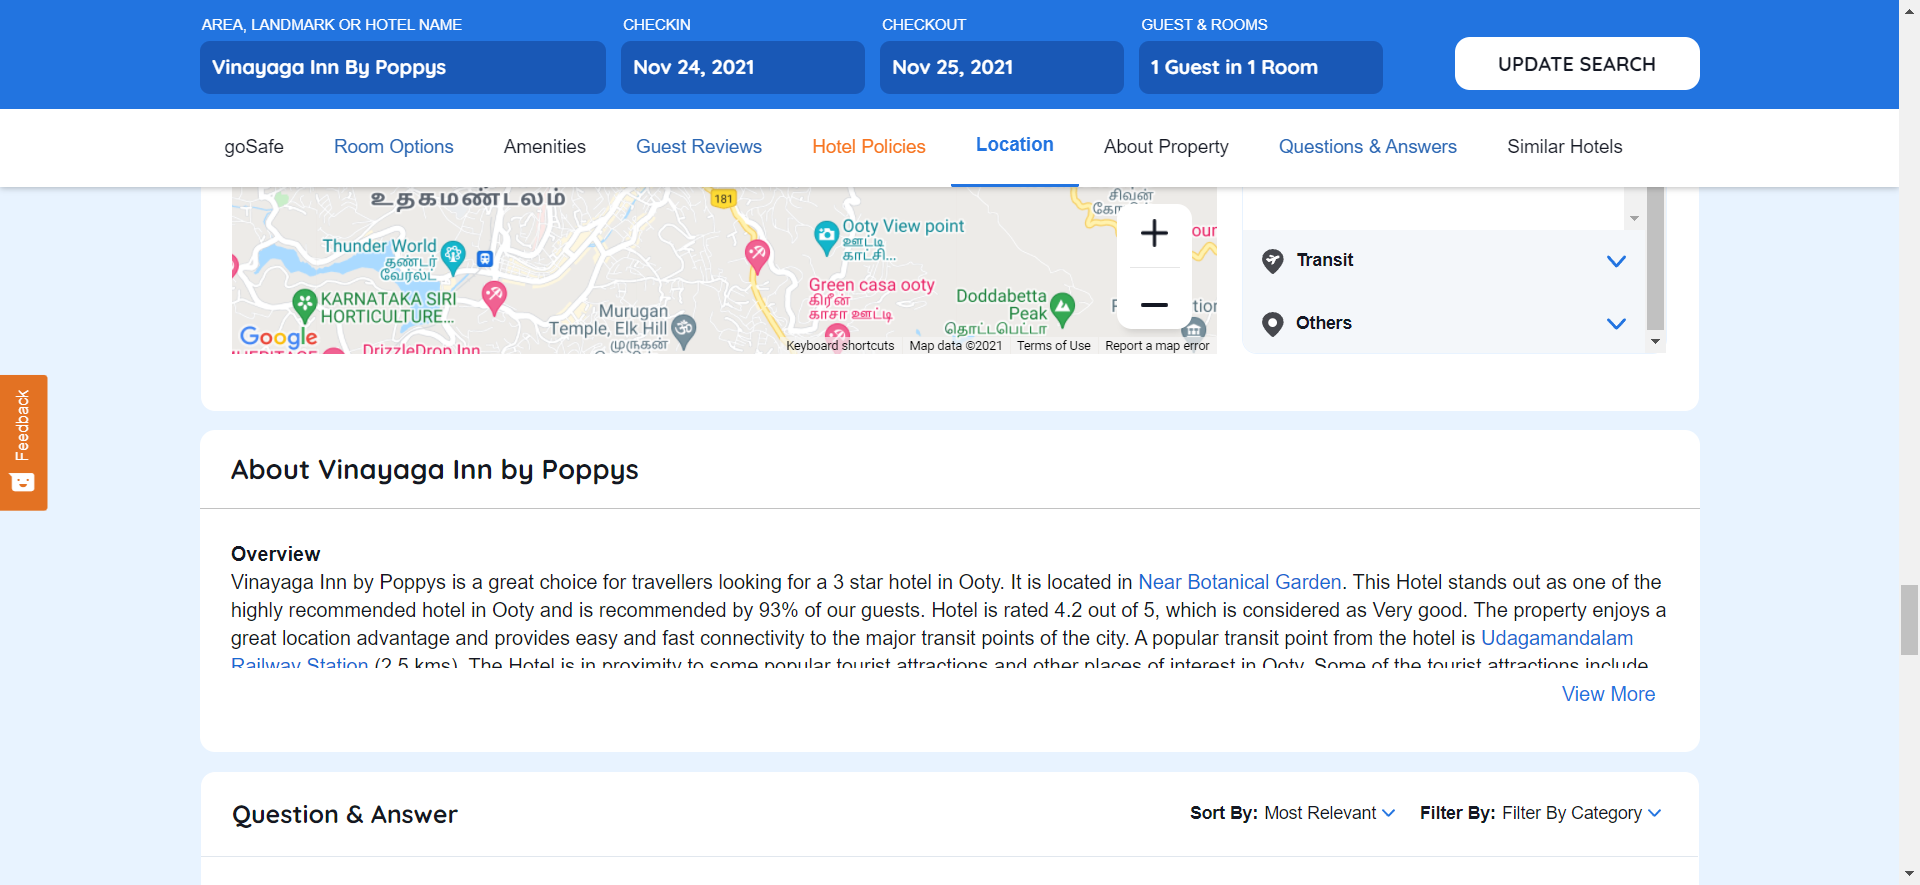 AREA, LANDMARK OR HOTEL NAME
CHECKIN
CHECKOUT
GUEST & ROOMS
Vinayaga Inn By Poppys
Nov 24, 2021
Nov 25, 2021
1 Guest in 1 Room
UPDATE SEARCH
goSafe
Room Options
Amenities
Guest Reviews
Hotel Policies
Location
About Property
Questions & Answers
Similar Hotels
உதகமண்டலம்
181
சிவன்
Ooty View point
ஊட்டி
காட்சி...
Thunder World
தண்டர்
வேர்ல்ட்
KARNATAKA SIRI
HORTICULTURE...
Green casa ooty
கிரீன்
காசா ஊட்டி
Doddabetta
Peak
தொட்டபெட்டா
Murugan
Temple, Elk Hill
முருகன்
Google
DrizzleDrop Inn
Keyboard shortcuts
Map data ©2021
Terms of Use
Report a map error
Transit
Others
Feedback
About Vinayaga Inn by Poppys
Overview
Vinayaga Inn by Poppys is a great choice for travellers looking for a 3 star hotel in Ooty. It is located in Near Botanical Garden. This Hotel stands out as one of the
highly recommended hotel in Ooty and is recommended by 93% of our guests. Hotel is rated 4.2 out of 5, which is considered as Very good. The property enjoys a
great location advantage and provides easy and fast connectivity to the major transit points of the city. A popular transit point from the hotel is Udagamandalam
Railway Station (2.5 kms). The Hotel is in proximity to some popular tourist attractions and other places of interest in Ooty. Some of the tourist attractions include
View More
Question & Answer
Sort By: Most Relevant
Filter By: Filter By Category